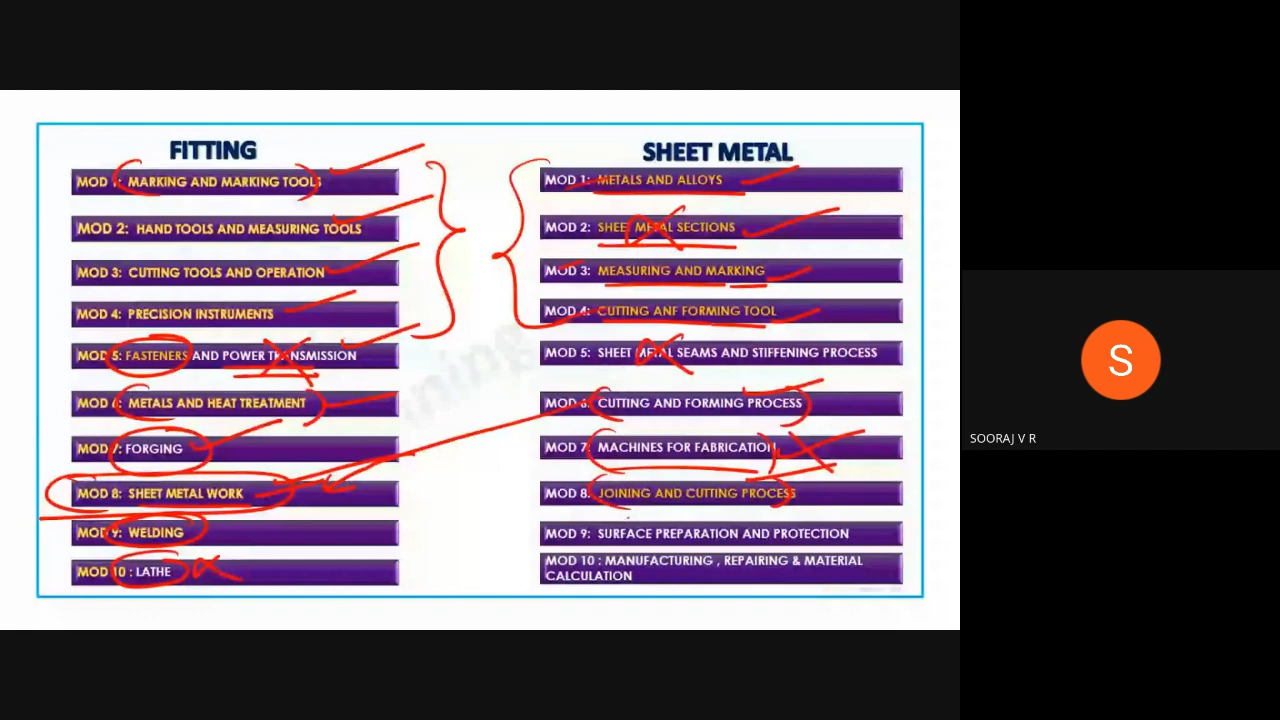 FITTING
MOD 1: MARKING AND MARKING TOOLS
MOD 2: HAND TOOLS AND MEASURING TOOLS
MOD 3: CUTTING TOOLS AND OPERATION
MOD 4: PRECISION INSTRUMENTS
MOD 5: FASTENERS AND POWER TRANSMISSION
MOD 6: METALS AND HEAT TREATMENT
MOD 7: FORGING
MOD 8: SHEET METAL WORK
MOD 9: WELDING
MOD 10 : LATHE
SHEET METAL
MOD 1: METALS AND ALLOYS
MOD 2: SHEET METAL SECTIONS
MOD 3: MEASURING AND MARKING
MOD 4: CUTTING ANF FORMING TOOL
MOD 5: SHEET METAL SEAMS AND STIFFENING PROCESS
MOD 6: CUTTING AND FORMING PROCESS
MOD 7: MACHINES FOR FABRICATION
MOD 8: JOINING AND CUTTING PROCESS
MOD 9: SURFACE PREPARATION AND PROTECTION
MOD 10 : MANUFACTURING , REPAIRING & MATERIAL
CALCULATION
S
SOORAJ V R